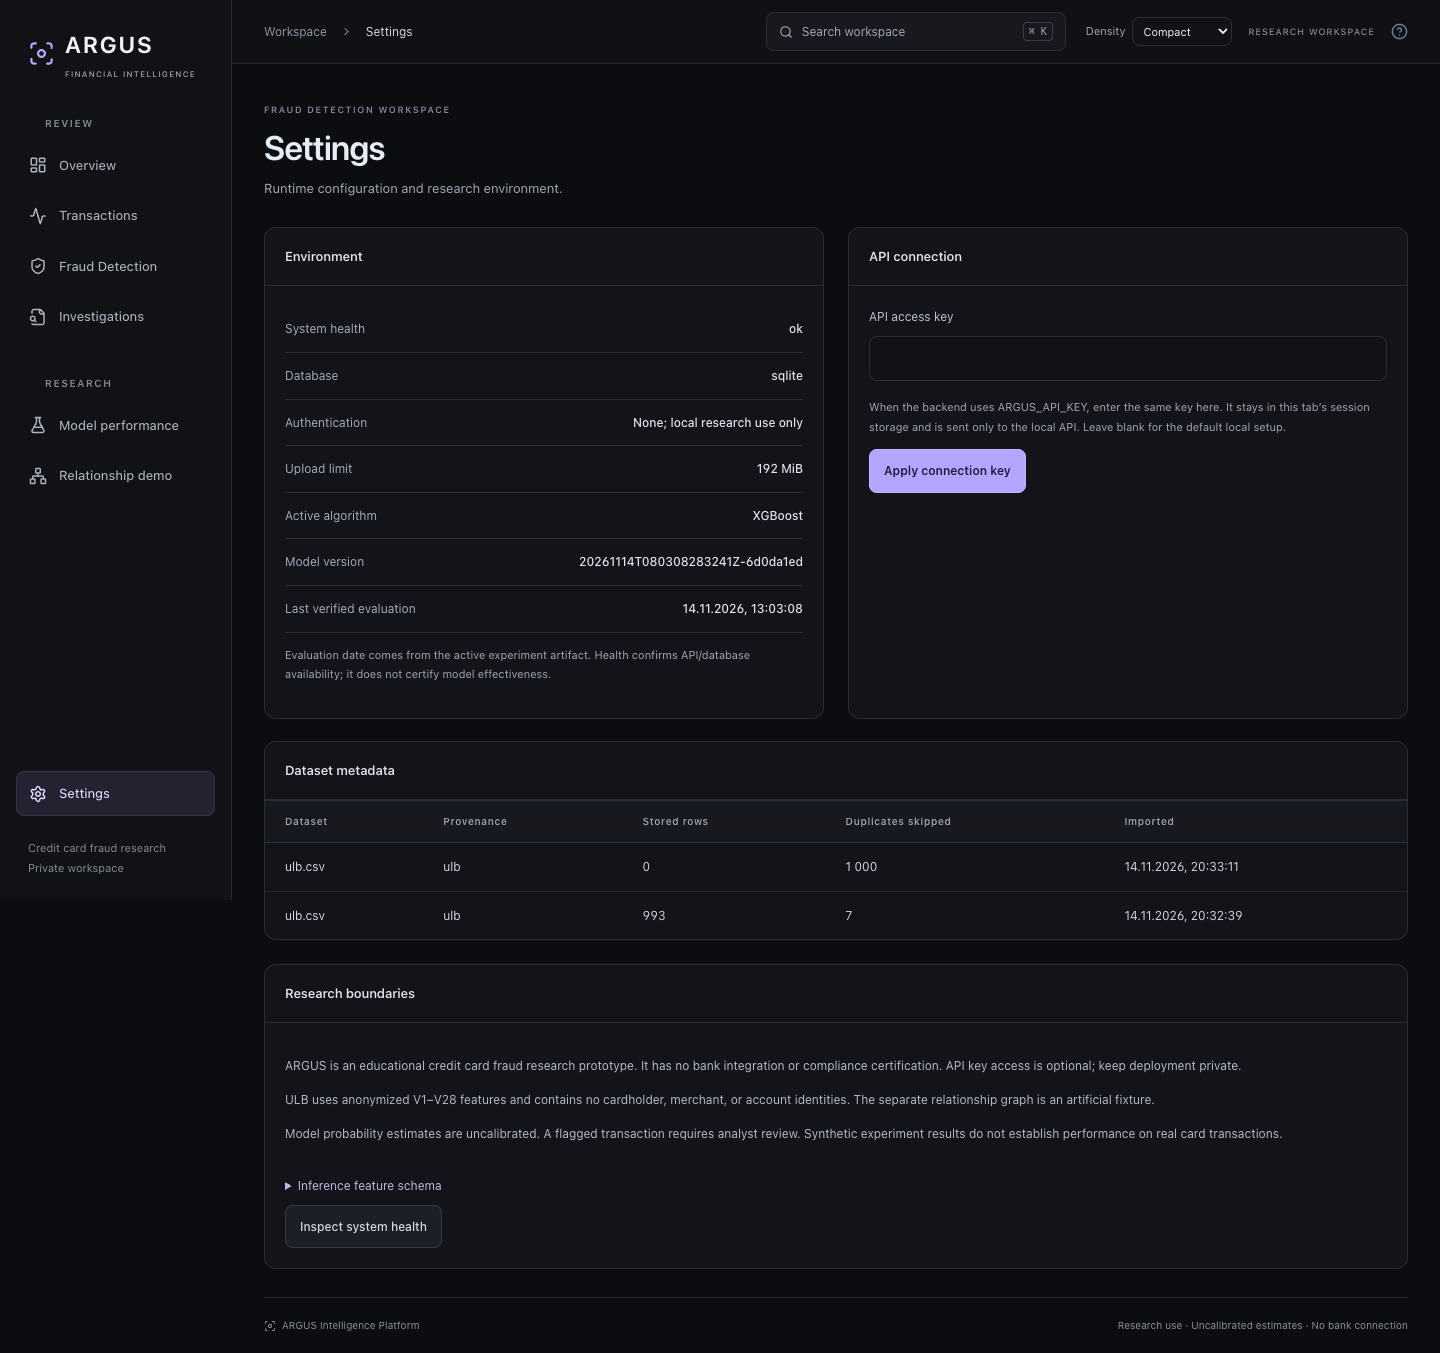 ARGUS
FINANCIAL INTELLIGENCE
REVIEW
Overview
Transactions
Fraud Detection
Investigations
RESEARCH
Model performance
Relationship demo
Settings
Credit card fraud research
Private workspace
Workspace > Settings
Search workspace ⌘ K
Density Compact
RESEARCH WORKSPACE
FRAUD DETECTION WORKSPACE
Settings
Runtime configuration and research environment.
Environment
System health ok
Database sqlite
Authentication None; local research use only
Upload limit 192 MiB
Active algorithm XGBoost
Model version 20261114T080308283241Z-6d0da1ed
Last verified evaluation 14.11.2026, 13:03:08
Evaluation date comes from the active experiment artifact. Health confirms API/database
availability; it does not certify model effectiveness.
API connection
API access key
When the backend uses ARGUS_API_KEY, enter the same key here. It stays in this tab's session
storage and is sent only to the local API. Leave blank for the default local setup.
Apply connection key
Dataset metadata
Dataset Provenance Stored rows Duplicates skipped Imported
ulb.csv ulb 0 1 000 14.11.2026, 20:33:11
ulb.csv ulb 993 7 14.11.2026, 20:32:39
Research boundaries
ARGUS is an educational credit card fraud research prototype. It has no bank integration or compliance certification. API key access is optional; keep deployment private.
ULB uses anonymized V1–V28 features and contains no cardholder, merchant, or account identities. The separate relationship graph is an artificial fixture.
Model probability estimates are uncalibrated. A flagged transaction requires analyst review. Synthetic experiment results do not establish performance on real card transactions.
Inference feature schema
Inspect system health
ARGUS Intelligence Platform
Research use · Uncalibrated estimates · No bank connection